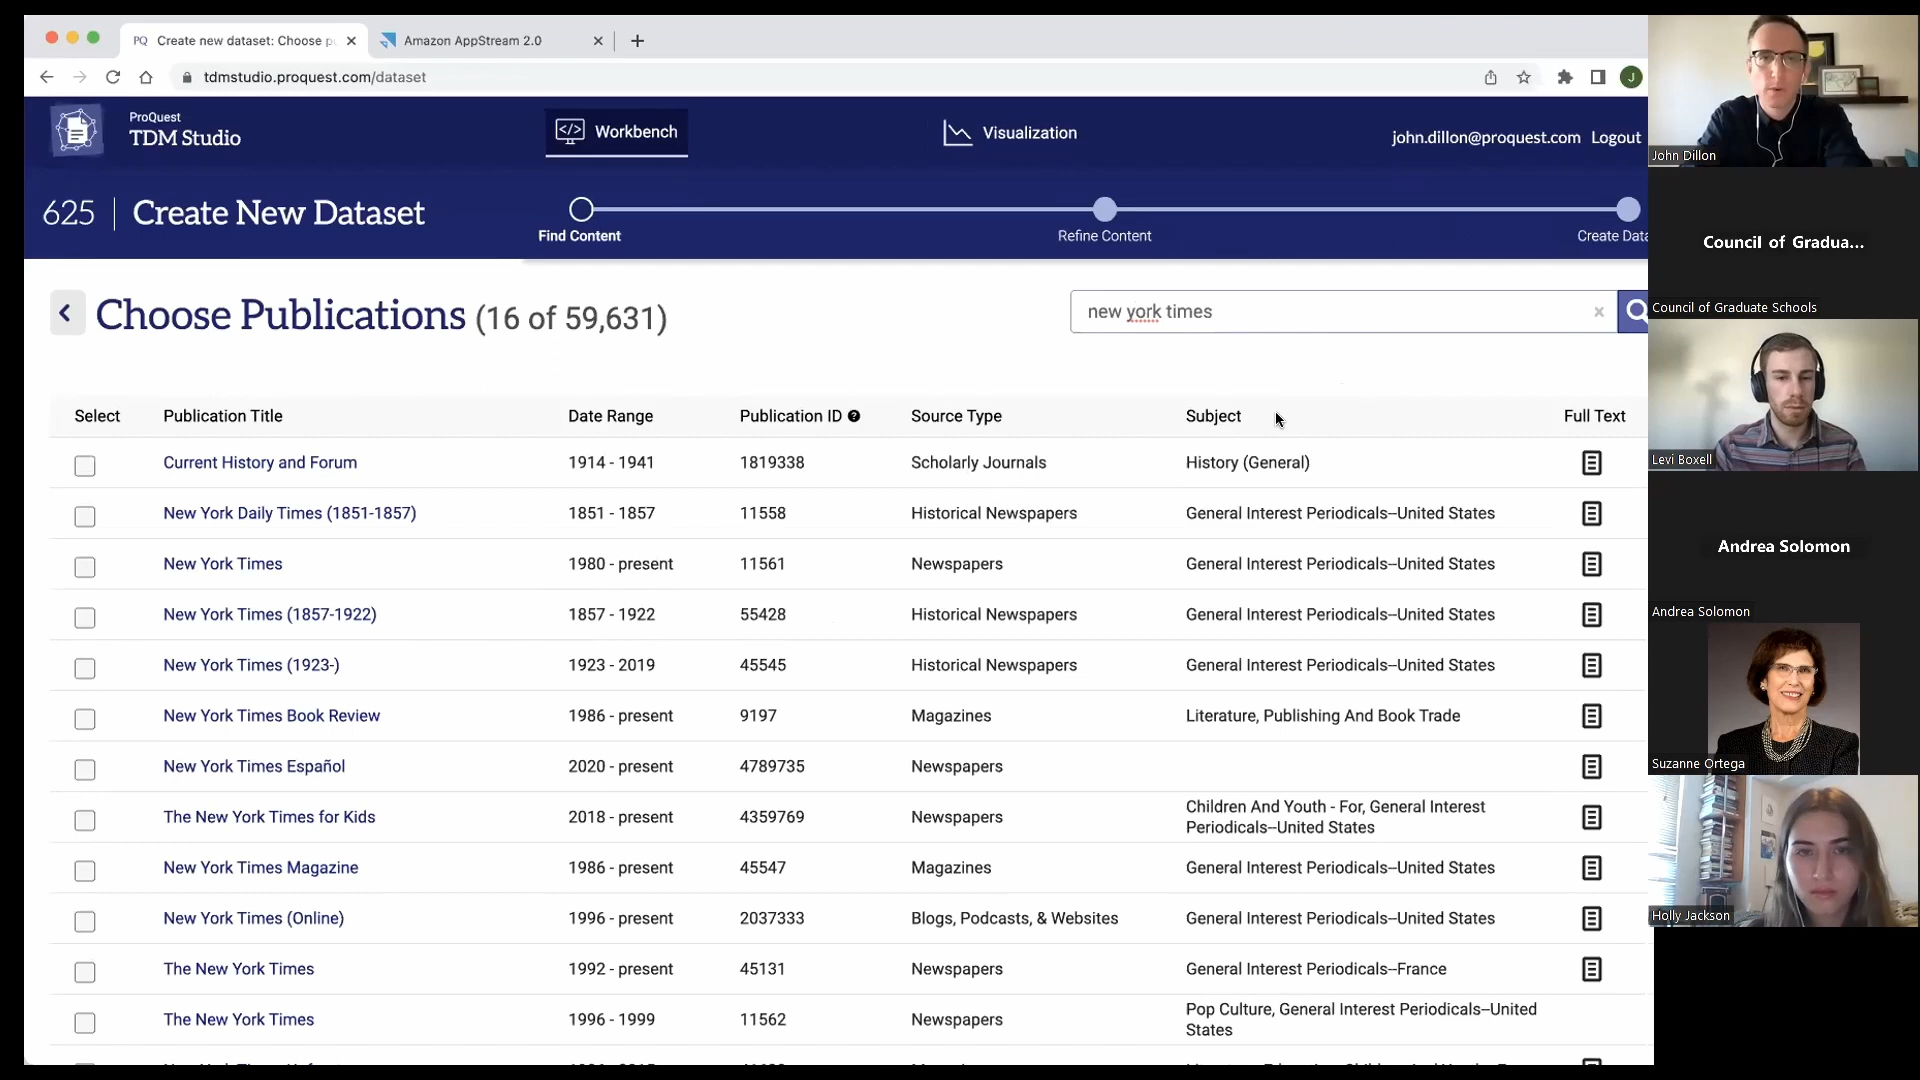 PQ Create new dataset: Choose p
Amazon AppStream 2.0
tdmstudio.proquest.com/dataset
J
ProQuest
TDM Studio
Workbench
Visualization
john.dillon@proquest.com Logout
625 | Create New Dataset
Find Content
Refine Content
Create Data
Choose Publications (16 of 59,631)
new york times
Select Publication Title Date Range Publication ID Source Type Subject Full Text
Current History and Forum 1914 - 1941 1819338 Scholarly Journals History (General)
New York Daily Times (1851-1857) 1851 - 1857 11558 Historical Newspapers General Interest Periodicals--United States
New York Times 1980 - present 11561 Newspapers General Interest Periodicals--United States
New York Times (1857-1922) 1857 - 1922 55428 Historical Newspapers General Interest Periodicals--United States
New York Times (1923-) 1923 - 2019 45545 Historical Newspapers General Interest Periodicals--United States
New York Times Book Review 1986 - present 9197 Magazines Literature, Publishing And Book Trade
New York Times Español 2020 - present 4789735 Newspapers
The New York Times for Kids 2018 - present 4359769 Newspapers Children And Youth - For, General Interest
Periodicals--United States
New York Times Magazine 1986 - present 45547 Magazines General Interest Periodicals--United States
New York Times (Online) 1996 - present 2037333 Blogs, Podcasts, & Websites General Interest Periodicals--United States
The New York Times 1992 - present 45131 Newspapers General Interest Periodicals--France
The New York Times 1996 - 1999 11562 Newspapers Pop Culture, General Interest Periodicals--United
States
John Dillon
Council of Gradua...
Council of Graduate Schools
Levi Boxell
Andrea Solomon
Andrea Solomon
Suzanne Ortega
Holly Jackson